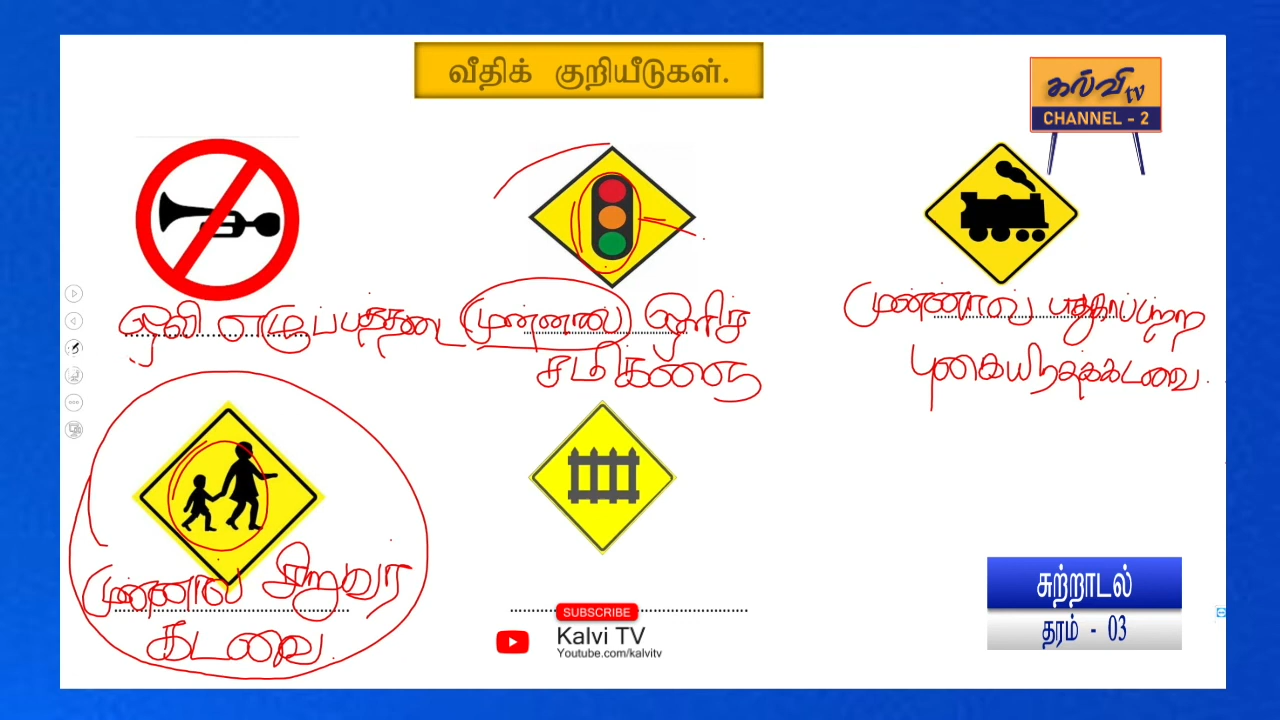 வீதிக் குறியீடுகள்.
கல்வி tv
CHANNEL - 2
ஒலி எழுப்பத்தடை
முன்னால் ஒளிச்
சமிக்ஞை
முன்னால் பாதுகாப்பற்ற
புகையிரதக்கடவை.
முன்னால் சிறுவர்
கடவை
SUBSCRIBE
Kalvi TV
Youtube.com/kalvitv
சுற்றாடல்
தரம் - 03